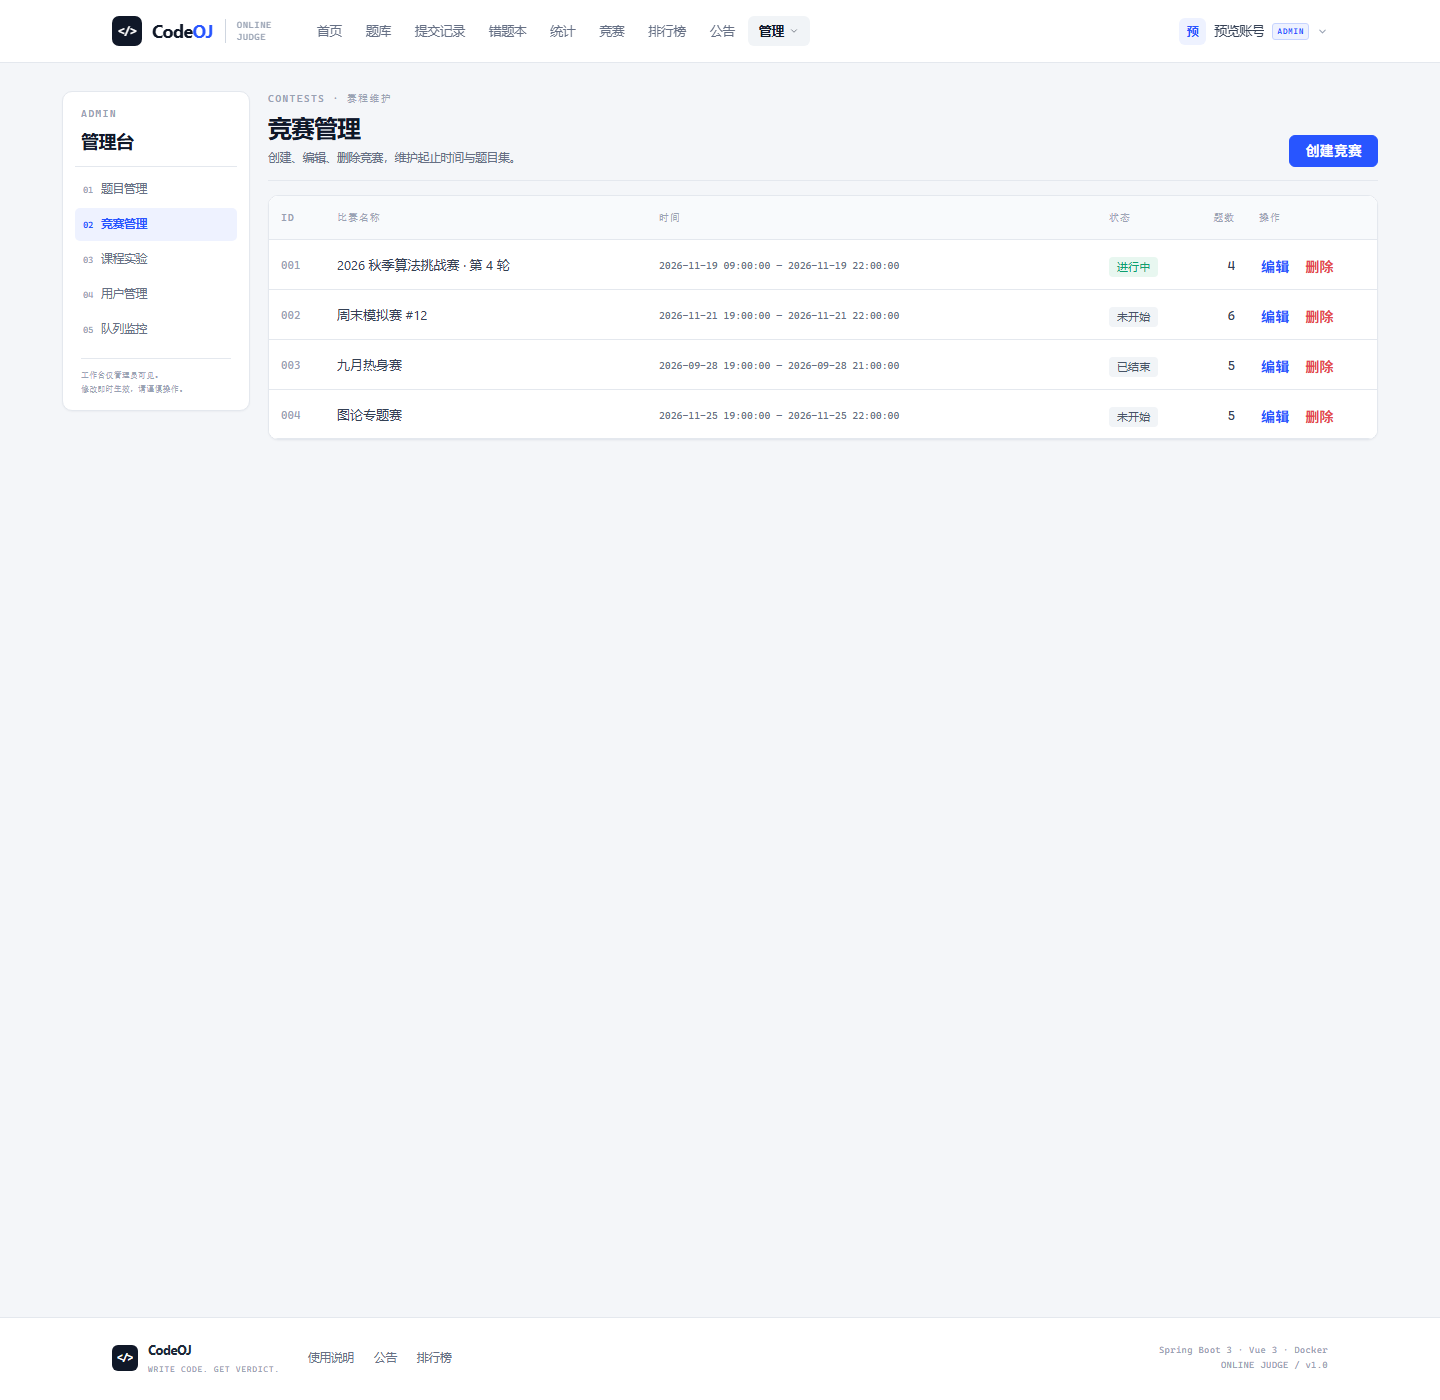 </> CodeOJ ONLINE JUDGE 首页 题库 提交记录 错题本 统计 竞赛 排行榜 公告 管理 预 预览账号 ADMIN
ADMIN
管理台
01 题目管理
02 竞赛管理
03 课程实验
04 用户管理
05 队列监控
工作台仅管理员可见。
修改即时生效，请谨慎操作。
CONTESTS · 赛程维护
竞赛管理
创建、编辑、删除竞赛，维护起止时间与题目集。
创建竞赛
ID 比赛名称 时间 状态 题数 操作
001 2026 秋季算法挑战赛 · 第 4 轮 2026-11-19 09:00:00 – 2026-11-19 22:00:00 进行中 4 编辑 删除
002 周末模拟赛 #12 2026-11-21 19:00:00 – 2026-11-21 22:00:00 未开始 6 编辑 删除
003 九月热身赛 2026-09-28 19:00:00 – 2026-09-28 21:00:00 已结束 5 编辑 删除
004 图论专题赛 2026-11-25 19:00:00 – 2026-11-25 22:00:00 未开始 5 编辑 删除
</> CodeOJ
WRITE CODE. GET VERDICT.
使用说明 公告 排行榜
Spring Boot 3 · Vue 3 · Docker
ONLINE JUDGE / v1.0